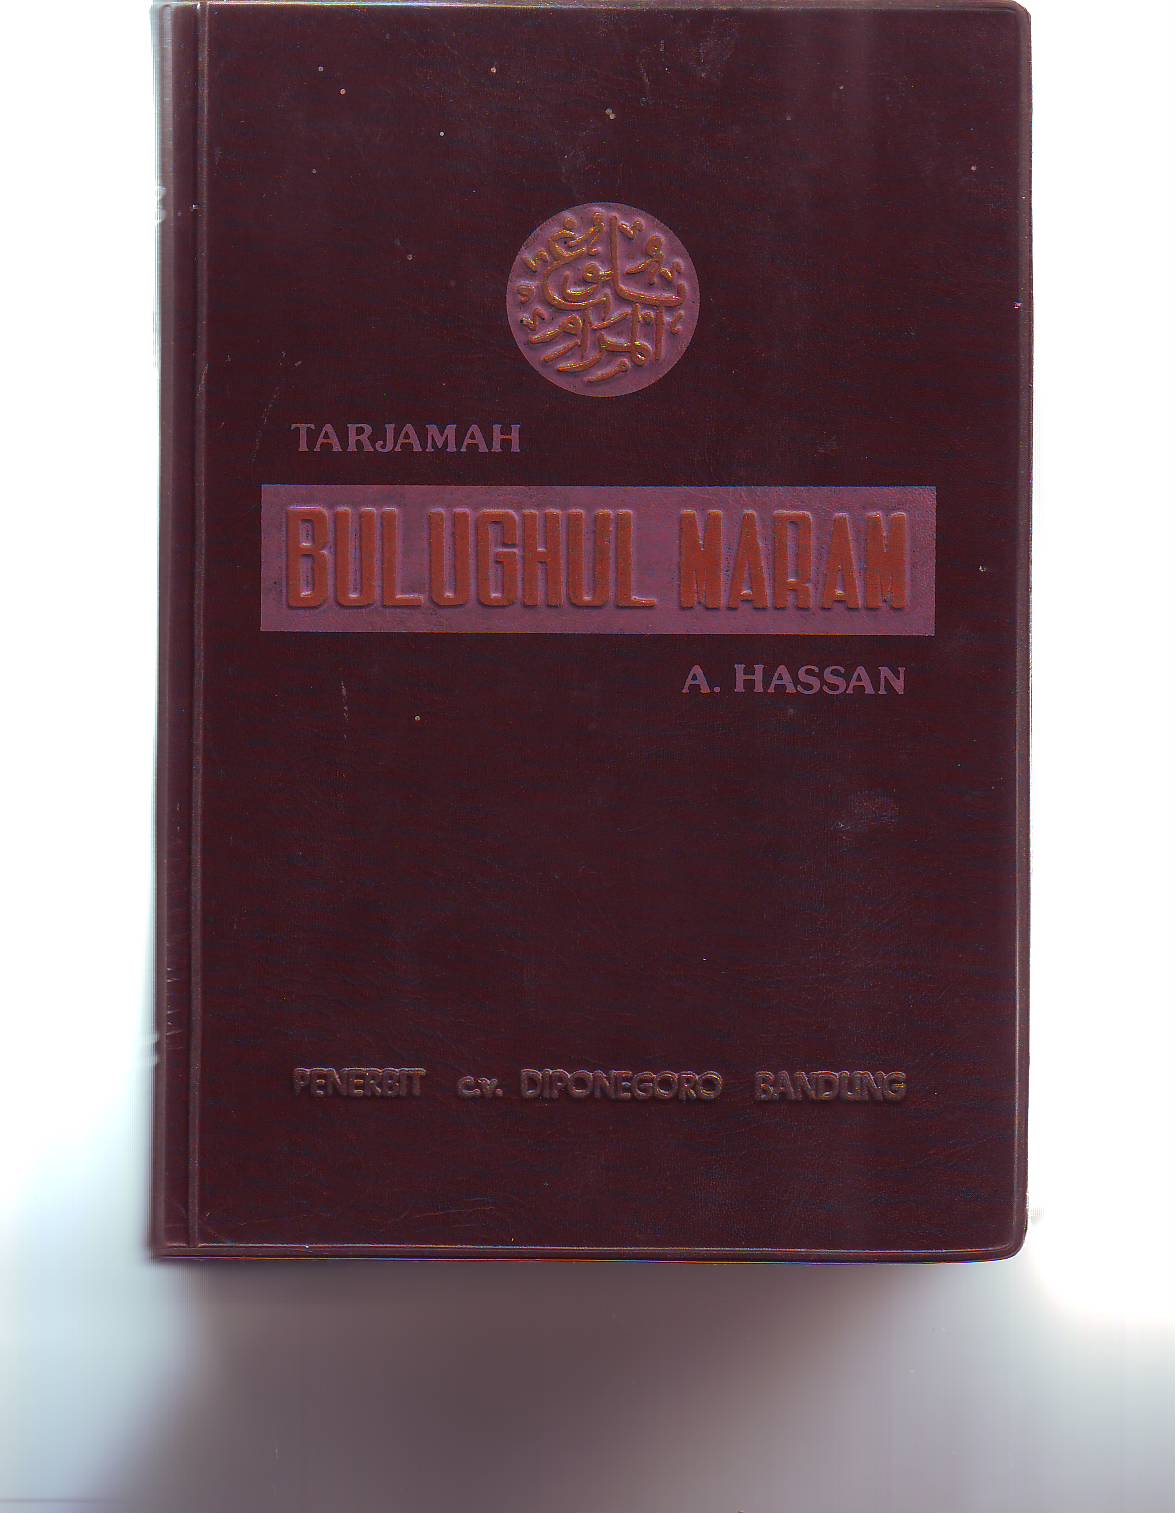 بلوغ المرام
TARJAMAH
BULUGHUL MARAM
A. HASSAN
PENERBIT c.v. DIPONEGORO BANDUNG